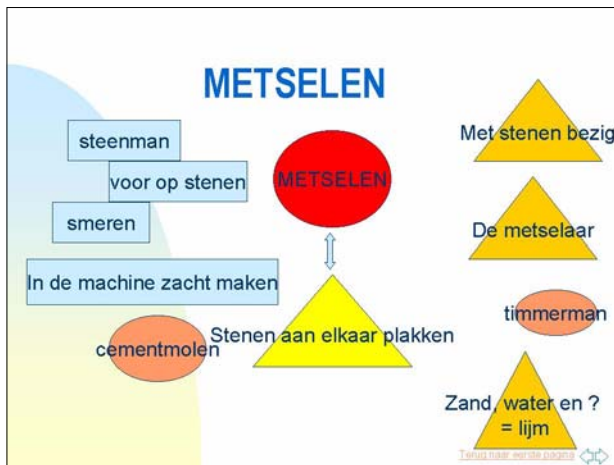 METSELEN
steenman
voor op stenen
smeren
In de machine zacht maken
cementmolen
METSELEN
Stenen aan elkaar plakken
Met stenen bezig
De metselaar
timmerman
Zand, water en ?
= lijm
Terug naar eerste pagina